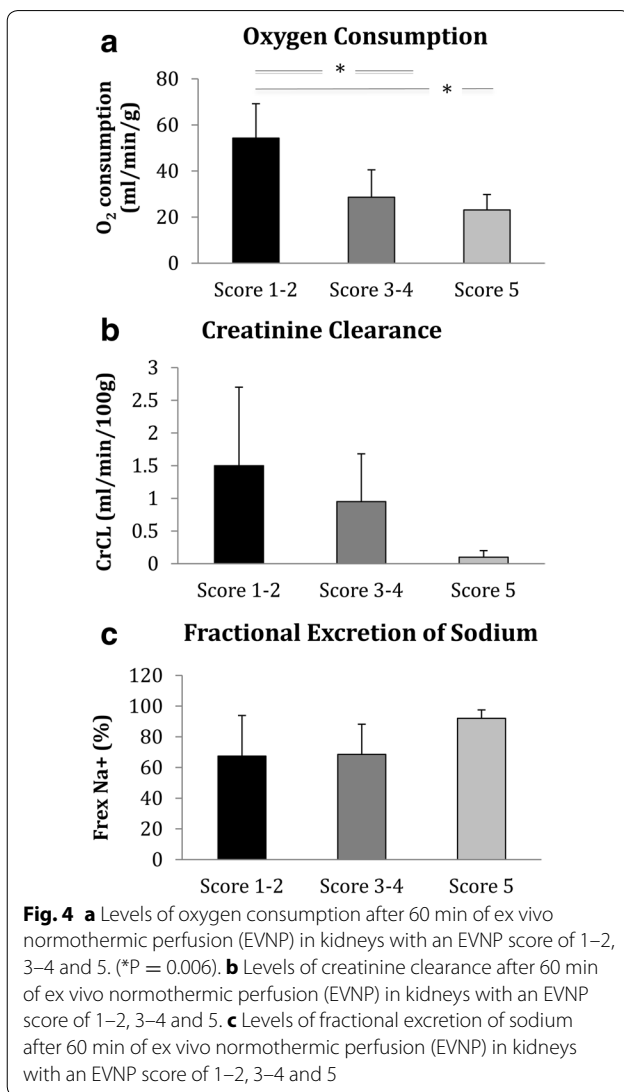 a
Oxygen Consumption
*
*
O₂ consumption
(ml/min/g)
80
60
40
20
0
Score 1-2 Score 3-4 Score 5
b
Creatinine Clearance
CrCL (ml/min/100g)
3
2.5
2
1.5
1
0.5
0
Score 1-2 Score 3-4 Score 5
c
Fractional Excretion of Sodium
Frex Na+ (%)
120
100
80
60
40
20
0
Score 1-2 Score 3-4 Score 5
Fig. 4 a Levels of oxygen consumption after 60 min of ex vivo
normothermic perfusion (EVNP) in kidneys with an EVNP score of 1–2,
3–4 and 5. (*P = 0.006). b Levels of creatinine clearance after 60 min
of ex vivo normothermic perfusion (EVNP) in kidneys with an EVNP
score of 1–2, 3–4 and 5. c Levels of fractional excretion of sodium
after 60 min of ex vivo normothermic perfusion (EVNP) in kidneys
with an EVNP score of 1–2, 3–4 and 5